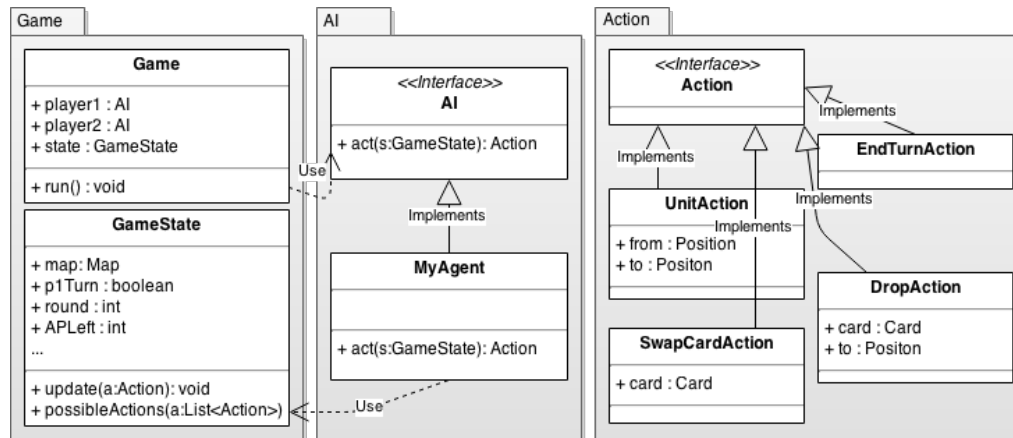 Game
Game
+ player1 : AI
+ player2 : AI
+ state : GameState
+ run() : void
GameState
+ map: Map
+ p1Turn : boolean
+ round : int
+ APLeft : int
...
+ update(a:Action): void
+ possibleActions(a:List<Action>)
Use
AI
<<Interface>>
AI
+ act(s:GameState): Action
Implements
MyAgent
+ act(s:GameState): Action
Use
Action
<<Interface>>
Action
Implements
EndTurnAction
Implements
UnitAction
+ from : Position
+ to : Positon
Implements
Implements
DropAction
+ card : Card
+ to : Positon
SwapCardAction
+ card : Card